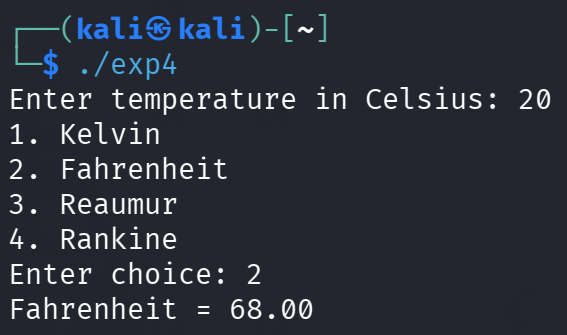 ┌──(kali㉿kali)-[~]
└─$ ./exp4
Enter temperature in Celsius: 20
1. Kelvin
2. Fahrenheit
3. Reaumur
4. Rankine
Enter choice: 2
Fahrenheit = 68.00